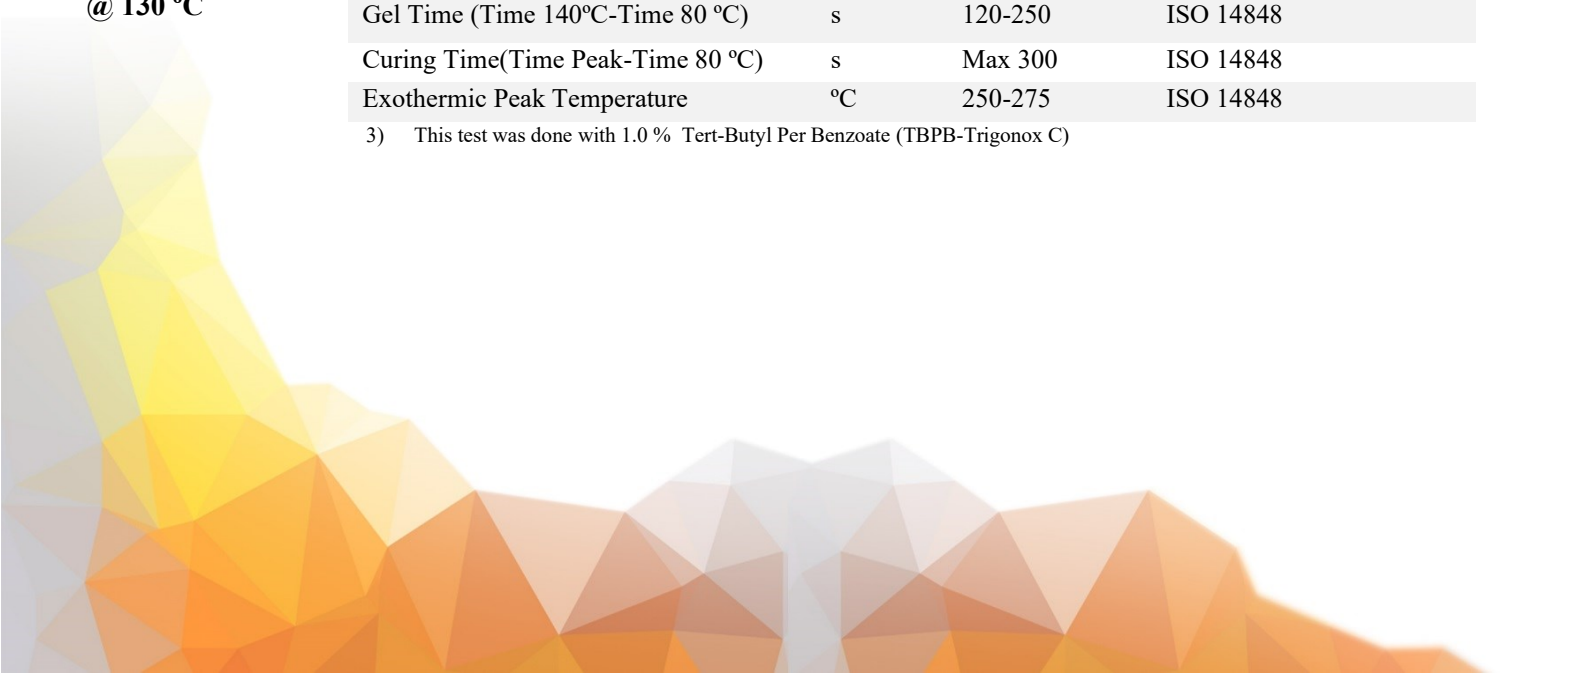 @ 130 ºC
Gel Time (Time 140ºC-Time 80 ºC) s 120-250 ISO 14848
Curing Time(Time Peak-Time 80 ºC) s Max 300 ISO 14848
Exothermic Peak Temperature ºC 250-275 ISO 14848
3) This test was done with 1.0 % Tert-Butyl Per Benzoate (TBPB-Trigonox C)